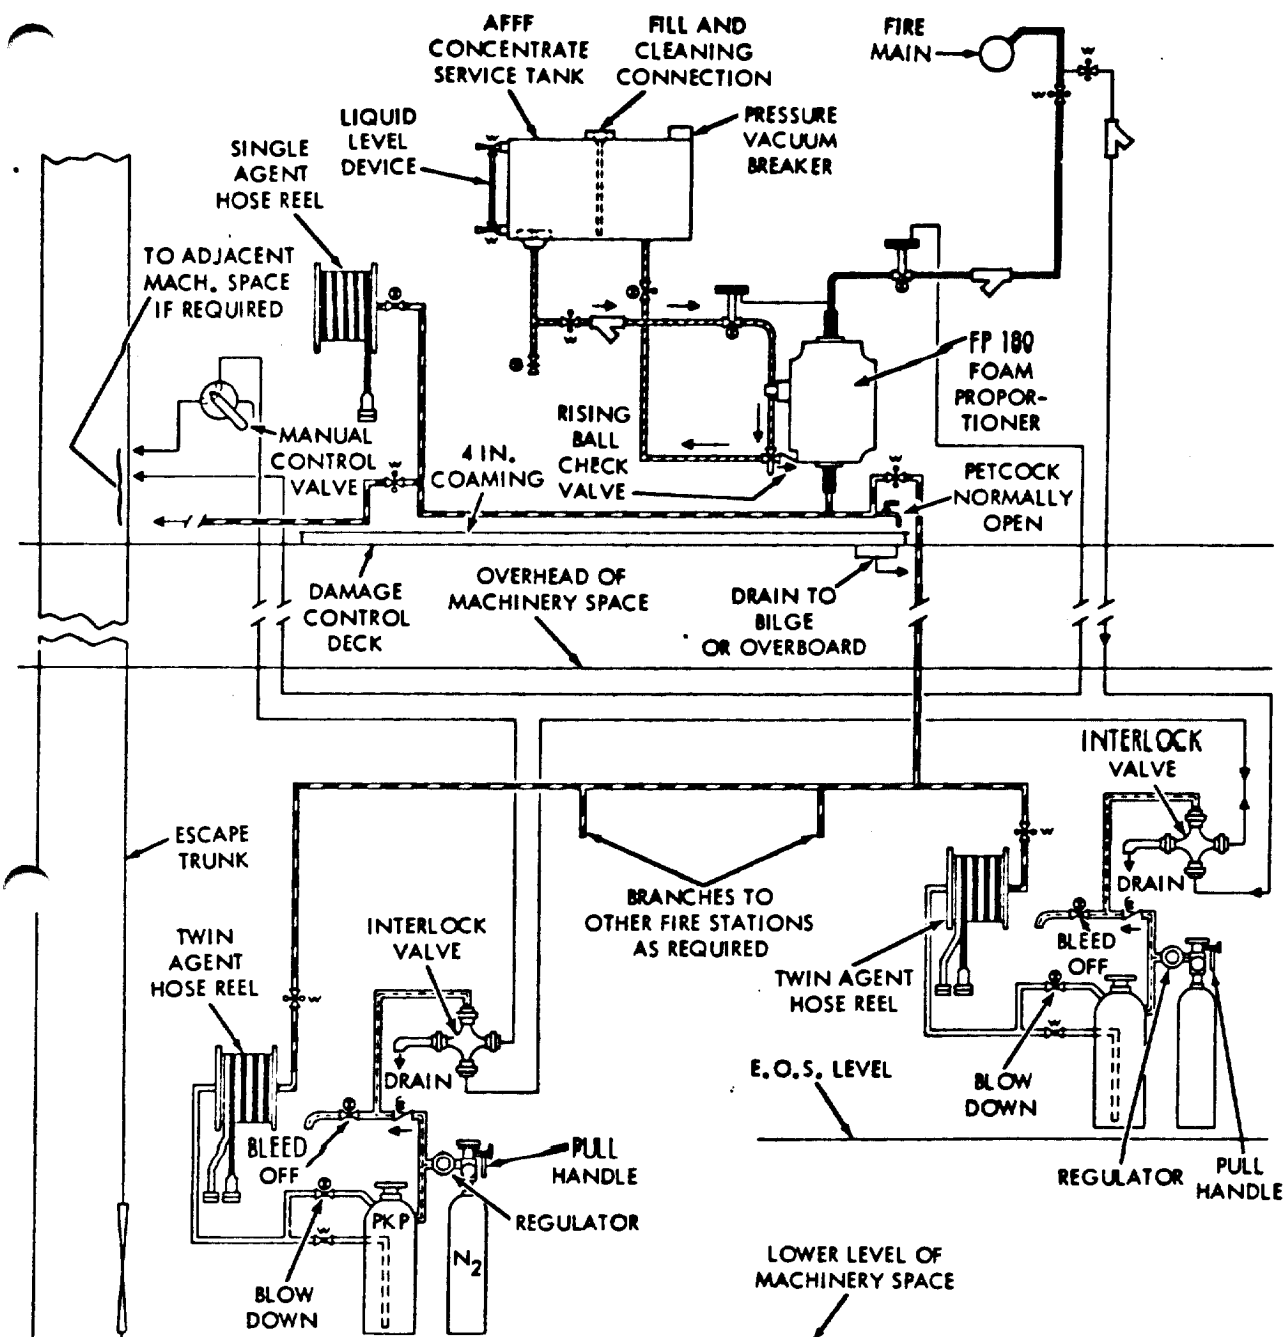 AFFF
CONCENTRATE
SERVICE TANK
FILL AND
CLEANING
CONNECTION
FIRE
MAIN
W
W
LIQUID
LEVEL
DEVICE
W
W
PRESSURE
VACUUM
BREAKER
SINGLE
AGENT
HOSE REEL
TO ADJACENT
MACH. SPACE
IF REQUIRED
W
FP 180
FOAM
PROPOR-
TIONER
MANUAL
CONTROL
VALVE
W
4 IN.
COAMING
RISING
BALL
CHECK
VALVE
W
PETCOCK
NORMALLY
OPEN
DAMAGE
CONTROL
DECK
OVERHEAD OF
MACHINERY SPACE
DRAIN TO
BILGE
OR OVERBOARD
INTERLOCK
VALVE
ESCAPE
TRUNK
W
DRAIN
BRANCHES TO
OTHER FIRE STATIONS
AS REQUIRED
TWIN
AGENT
HOSE REEL
W
INTERLOCK
VALVE
BLEED
OFF
TWIN AGENT
HOSE REEL
W
DRAIN
E.O.S. LEVEL
BLOW
DOWN
BLEED
OFF
PULL
HANDLE
REGULATOR
PULL
HANDLE
PKP
REGULATOR
W
N2
BLOW
DOWN
LOWER LEVEL OF
MACHINERY SPACE